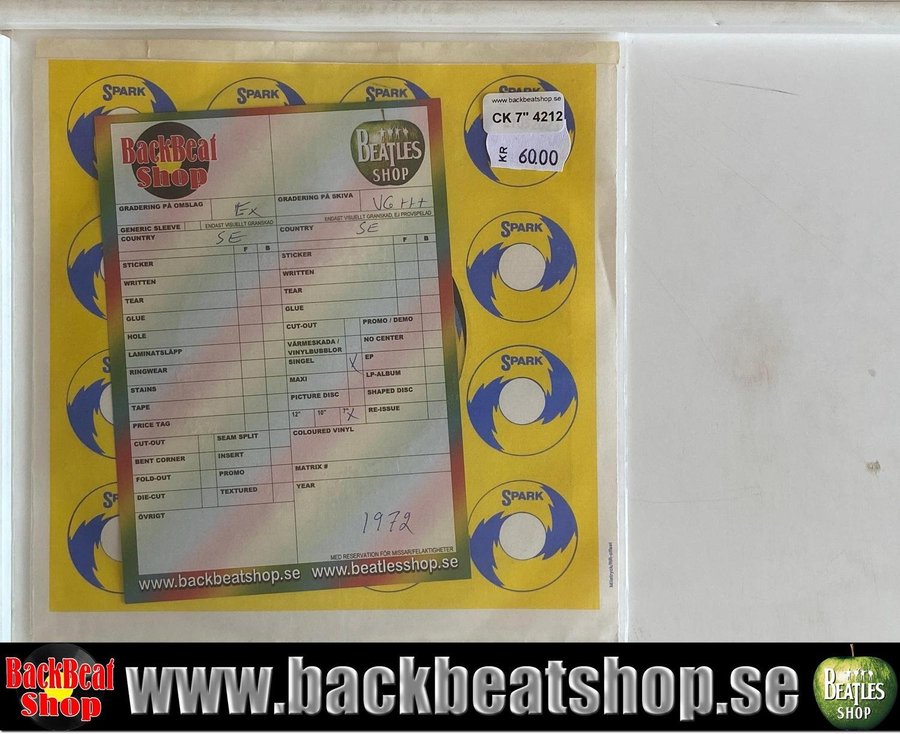 SPARK
SPARK
SPARK
www.backbeatshop.se
CK 7" 4212
KR 60.00
BackBeat
Shop
BEATLES
SHOP
GRADERING PÅ OMSLAG Ex
GRADERING PÅ SKIVA VG+++
GENERIC SLEEVE
ENDAST VISUELLT GRANSKAD
ENDAST VISUELLT GRANSKAD, EJ PROVSPELAD
COUNTRY SE
F B
STICKER
WRITTEN
TEAR
GLUE
HOLE
LAMINATSLÄPP
RINGWEAR
STAINS
TAPE
PRICE TAG
CUT-OUT
SEAM SPLIT
BENT CORNER
INSERT
FOLD-OUT
PROMO
DIE-CUT
TEXTURED
ÖVRIGT
COUNTRY SE
F B
STICKER
WRITTEN
TEAR
GLUE
CUT-OUT
PROMO / DEMO
VÄRMESKADA /
VINYLBUBBLOR
NO CENTER
SINGEL X
EP
MAXI
LP-ALBUM
PICTURE DISC
SHAPED DISC
12" 10" 7" X
RE-ISSUE
COLOURED VINYL
MATRIX #
YEAR
1972
MED RESERVATION FÖR MISSAR/FELAKTIGHETER
www.backbeatshop.se www.beatlesshop.se
SPARK
SPARK
SPARK
BackBeat
Shop
www.backbeatshop.se
BEATLES
SHOP